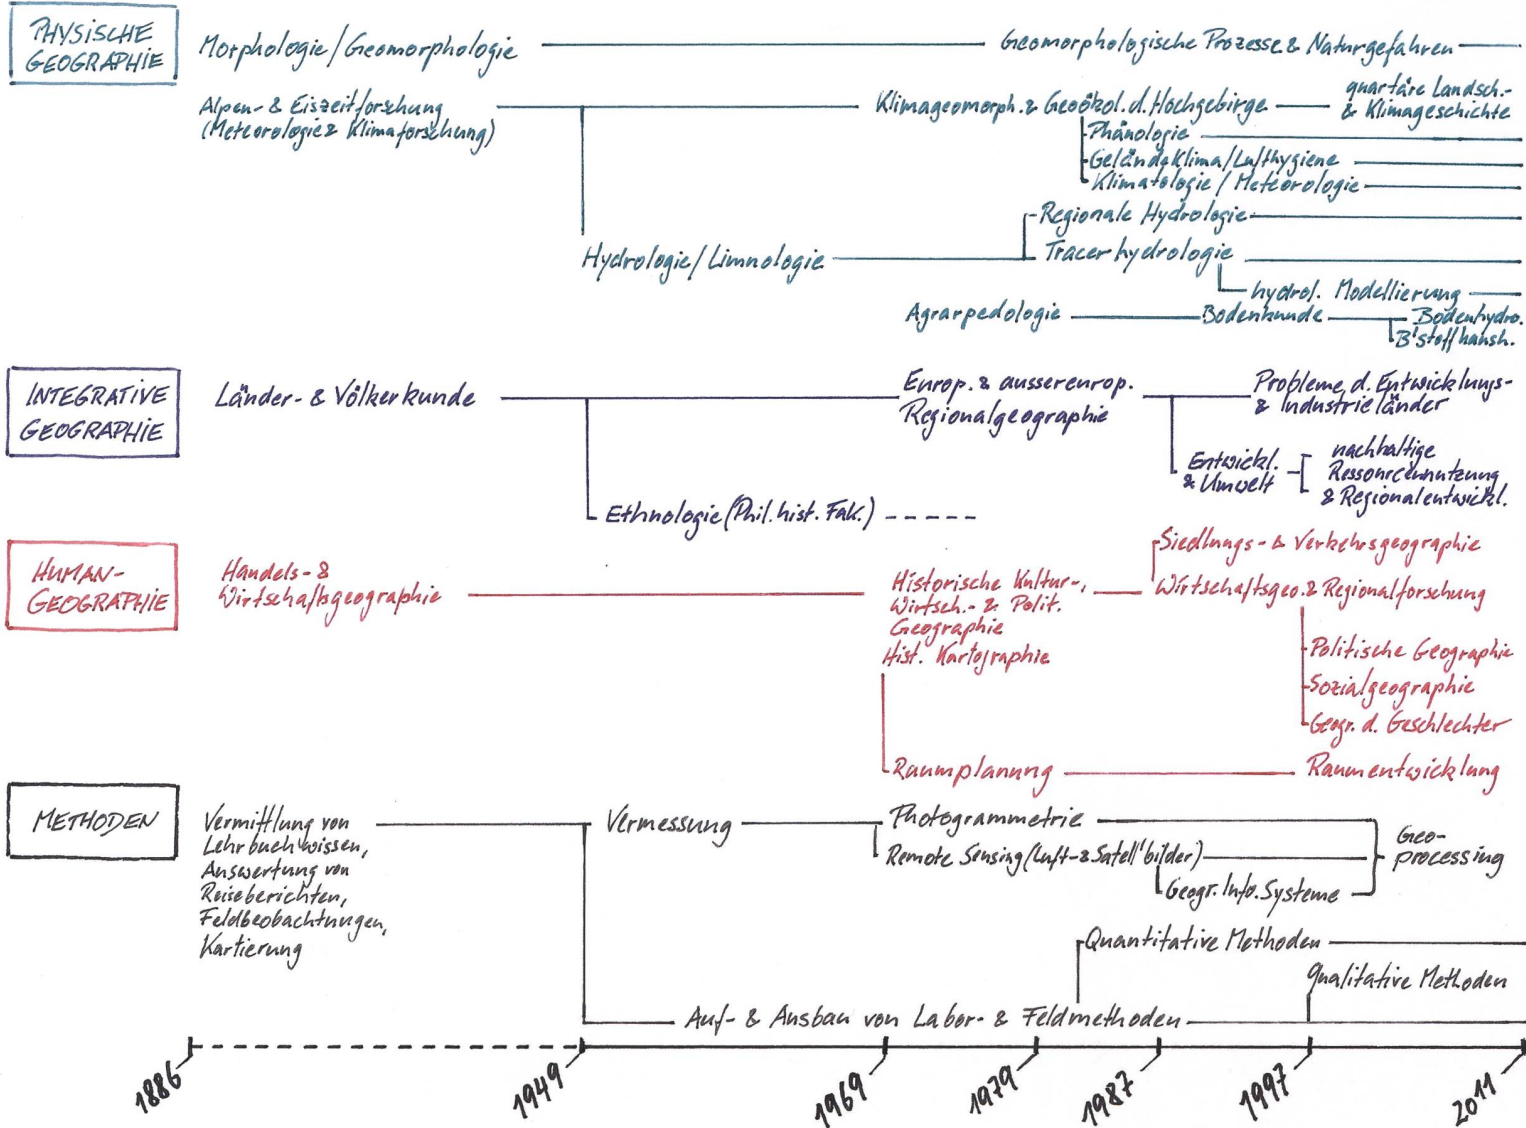 PHYSISCHE
GEOGRAPHIE
Morphologie/Geomorphologie
Geomorphologische Prozesse & Naturgefahren
Alpen- & Eiszeitforschung
(Meteorologie & Klimaforschung)
Klimageomorph. & Geoökol. d. Hochgebirge
quartäre Landsch.-
& Klimageschichte
Phänologie
Geländeklima/Lufthygiene
Klimatologie/Meteorologie
Regionale Hydrologie
Hydrologie/Limnologie
Tracerhydrologie
hydrol. Modellierung
Agrarpedologie
Bodenkunde
Bodenhydro.
B'stoffhaush.
INTEGRATIVE
GEOGRAPHIE
Länder- & Völkerkunde
Europ. & aussereurop.
Regionalgeographie
Probleme d. Entwicklungs-
& Industrieländer
Entwickl.
& Umwelt
nachhaltige
Ressourcennutzung
& Regionalentwickl.
Ethnologie (Phil. hist. Fak.)
HUMAN-
GEOGRAPHIE
Handels- &
Wirtschaftsgeographie
Historische Kultur-,
Wirtsch.- & Polit.
Geographie
Hist. Kartographie
Siedlungs- & Verkehrsgeographie
Wirtschaftsgeo. & Regionalforschung
Politische Geographie
Sozialgeographie
Geogr. d. Geschlechter
Raumplanung
Raumentwicklung
METHODEN
Vermittlung von
Lehrbuchwissen,
Auswertung von
Reiseberichten,
Feldbeobachtungen,
Kartierung
Vermessung
Photogrammetrie
Remote Sensing (Luft- & Satell'bilder)
Geogr. Info. Systeme
Geo-
processing
Quantitative Methoden
Qualitative Methoden
Auf- & Ausbau von Labor- & Feldmethoden
1886
1949
1969
1979
1987
1997
2011